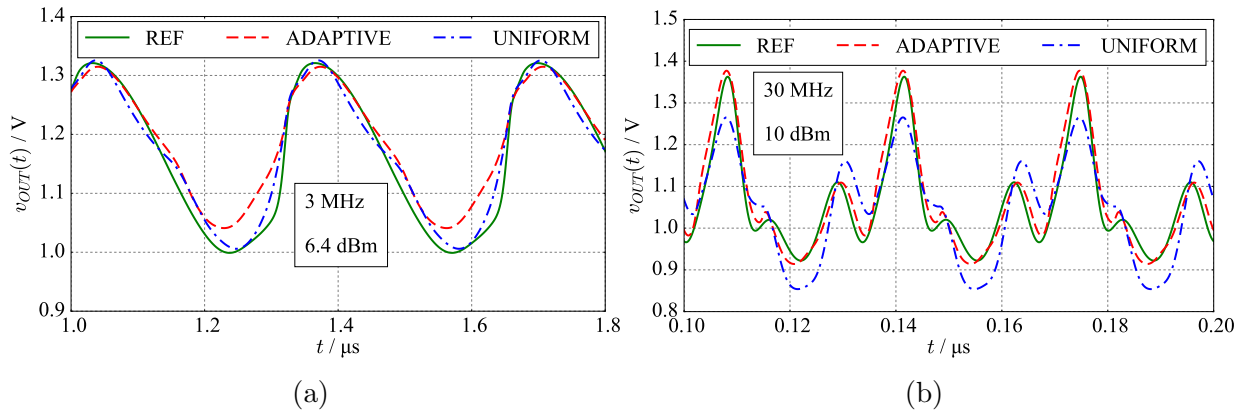 1.4
REF ADAPTIVE UNIFORM
1.3
1.2
1.1
1.0
0.9
v_OUT(t) / V
3 MHz
6.4 dBm
1.0 1.2 1.4 1.6 1.8
t / µs
(a)
1.5
REF ADAPTIVE UNIFORM
1.4
1.3
1.2
1.1
1.0
0.9
0.8
0.7
v_OUT(t) / V
30 MHz
10 dBm
0.10 0.12 0.14 0.16 0.18 0.20
t / µs
(b)